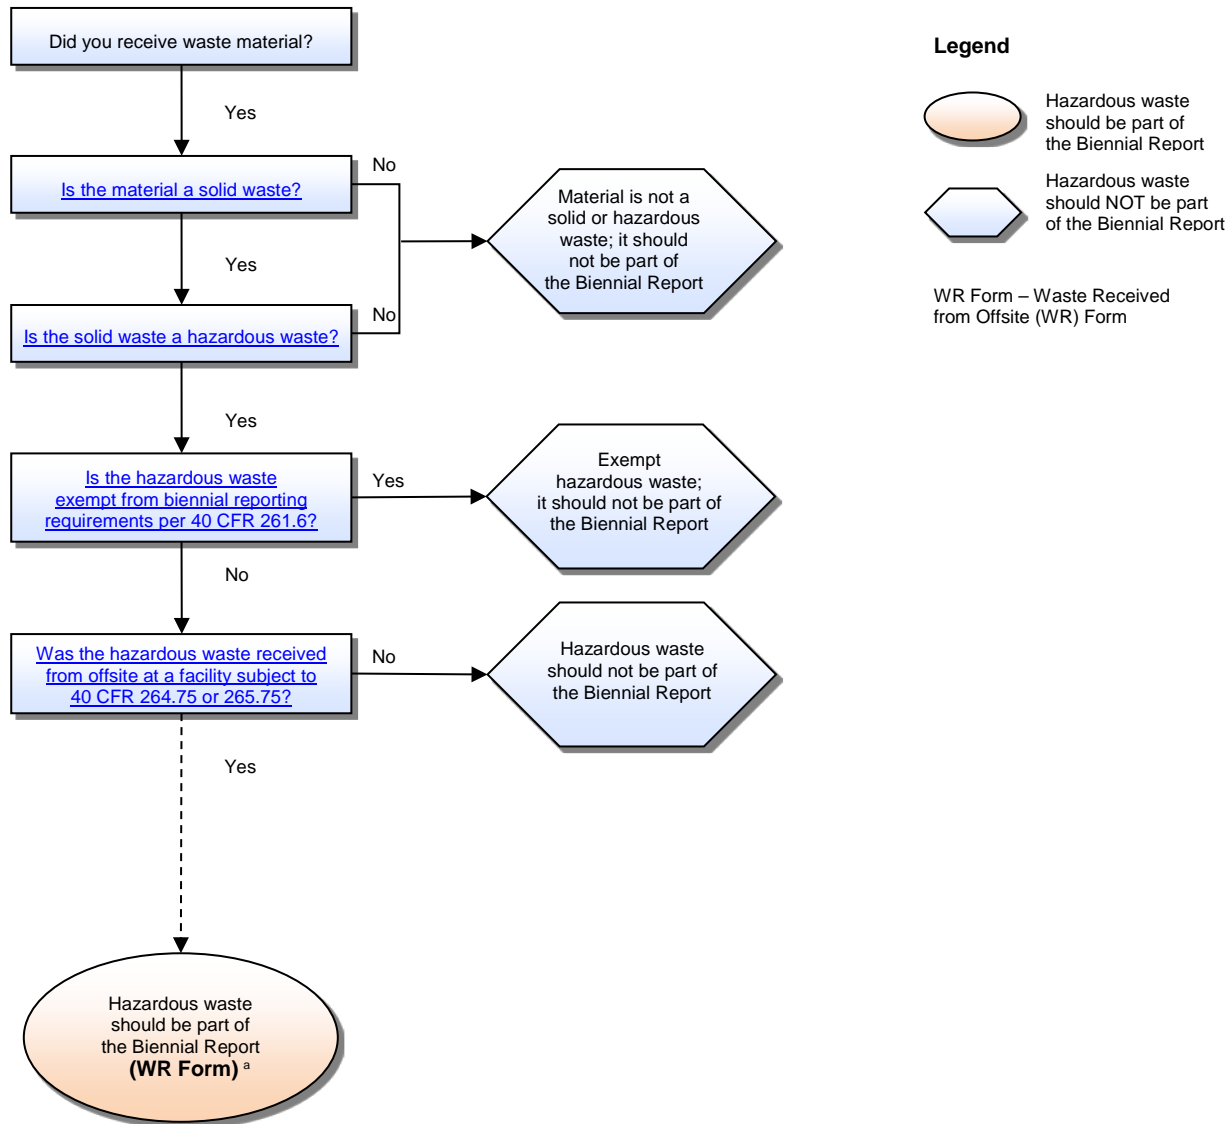 Did you receive waste material?
Yes
Is the material a solid waste?
No
Yes
Is the solid waste a hazardous waste?
No
Material is not a
solid or hazardous
waste; it should
not be part of
the Biennial Report
Yes
Is the hazardous waste
exempt from biennial reporting
requirements per 40 CFR 261.6?
Yes
Exempt
hazardous waste;
it should not be part of
the Biennial Report
No
Was the hazardous waste received
from offsite at a facility subject to
40 CFR 264.75 or 265.75?
No
Hazardous waste
should not be part of
the Biennial Report
Yes
Hazardous waste
should be part of
the Biennial Report
(WR Form) a
Legend
Hazardous waste
should be part of
the Biennial Report
Hazardous waste
should NOT be part
of the Biennial Report
WR Form – Waste Received
from Offsite (WR) Form